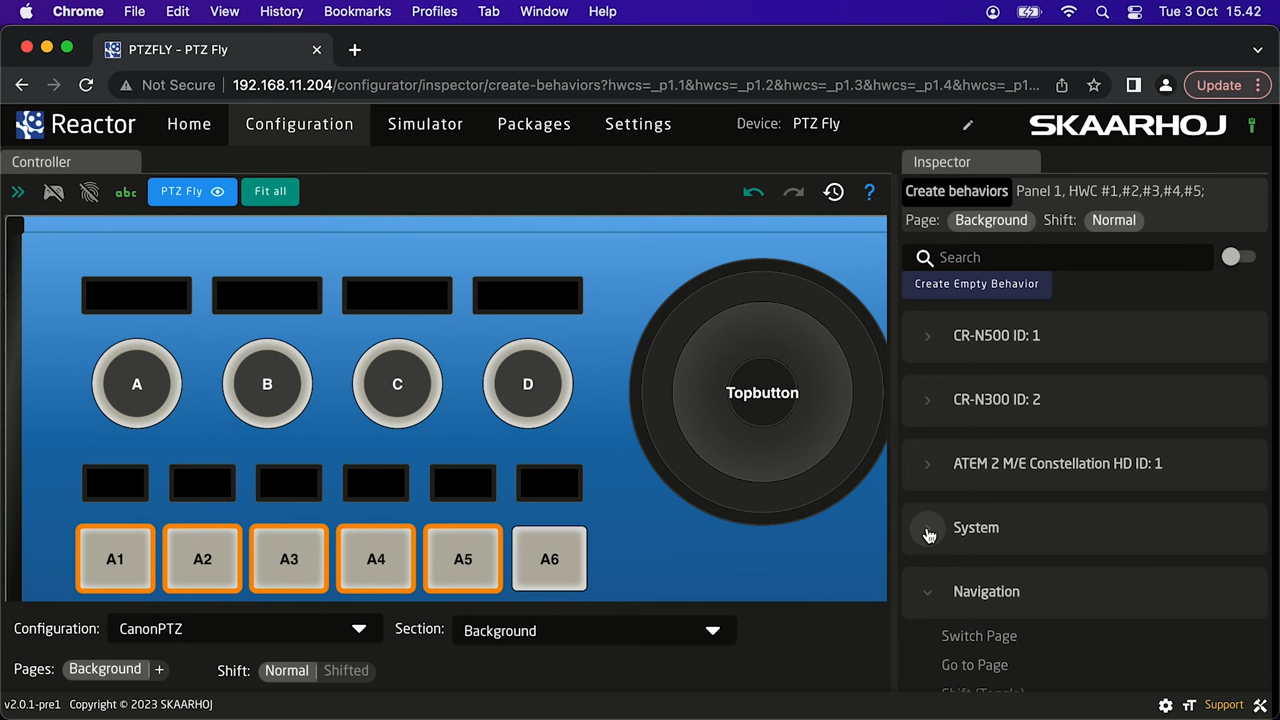 Chrome File Edit View History Bookmarks Profiles Tab Window Help Tue 3 Oct 15.42
PTZFLY - PTZ Fly
Not Secure 192.168.11.204/configurator/inspector/create-behaviors?hwcs=_p1.1&hwcs=_p1.2&hwcs=_p1.3&hwcs=_p1.4&hwcs=_p1... Update
Reactor Home Configuration Simulator Packages Settings Device: PTZ Fly SKAARHOJ
Controller
Inspector
abc PTZ Fly Fit all ?
Create behaviors Panel 1, HWC #1,#2,#3,#4,#5;
Page: Background Shift: Normal
Search
Create Empty Behavior
CR-N500 ID: 1
CR-N300 ID: 2
ATEM 2 M/E Constellation HD ID: 1
System
Navigation
Switch Page
Go to Page
Shift (Toggle)
A B C D
Topbutton
A1 A2 A3 A4 A5 A6
Configuration: CanonPTZ Section: Background
Pages: Background + Shift: Normal Shifted
v2.0.1-pre1 Copyright © 2023 SKAARHOJ
Support